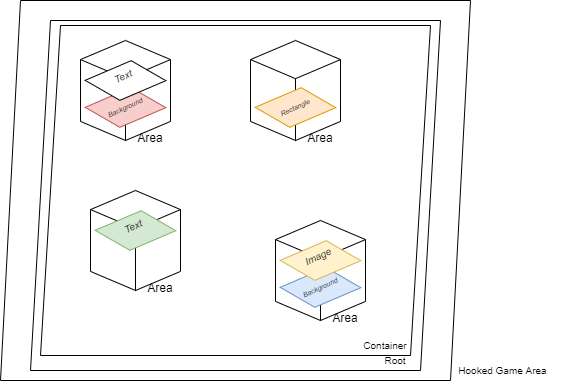 Text
Background
Area
Rectangle
Area
Text
Area
Image
Background
Area
Container
Root
Hooked Game Area